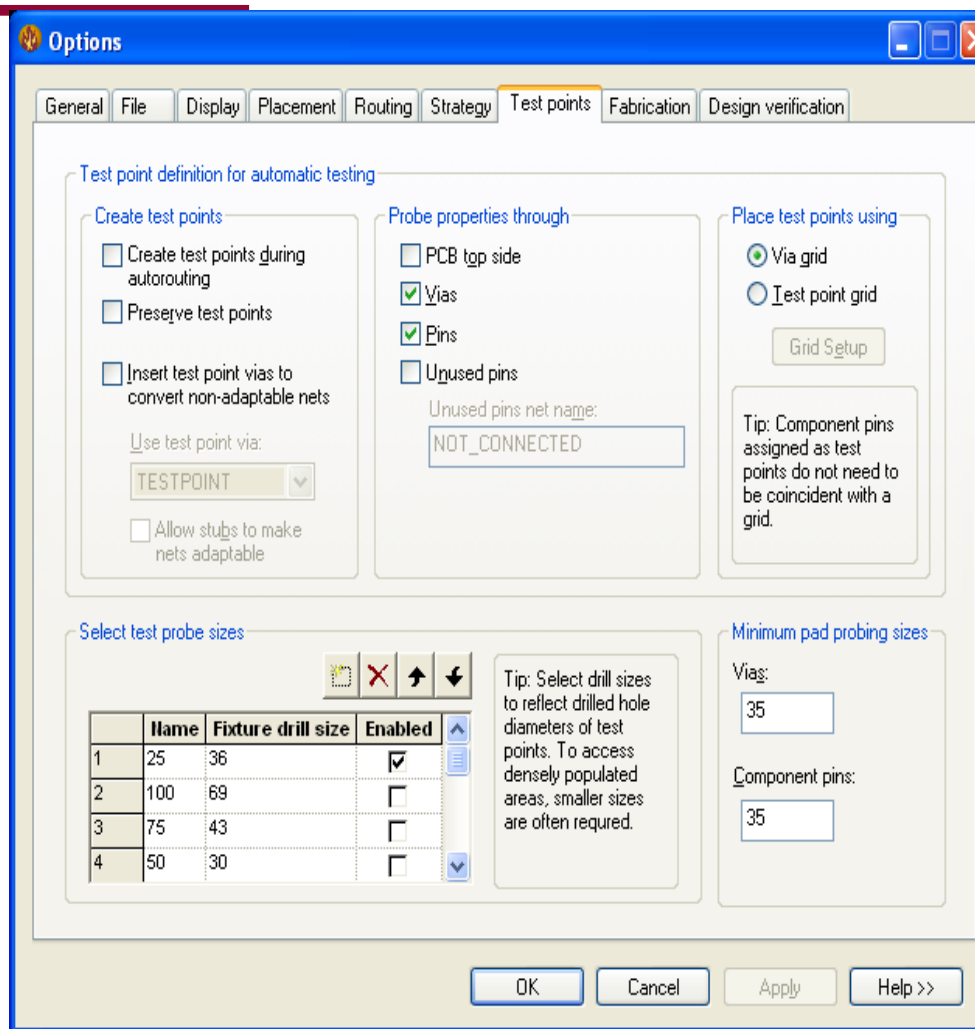 Options
General File Display Placement Routing Strategy Test points Fabrication Design verification
Test point definition for automatic testing
Create test points
Create test points during
autorouting
Preserve test points
Insert test point vias to
convert non-adaptable nets
Use test point via:
TESTPOINT
Allow stubs to make
nets adaptable
Probe properties through
PCB top side
Vias
Pins
Unused pins
Unused pins net name:
NOT_CONNECTED
Place test points using
Via grid
Test point grid
Grid Setup
Tip: Component pins
assigned as test
points do not need to
be coincident with a
grid.
Select test probe sizes
Name Fixture drill size Enabled
1 25 36
2 100 69
3 75 43
4 50 30
Tip: Select drill sizes
to reflect drilled hole
diameters of test
points. To access
densely populated
areas, smaller sizes
are often requred.
Minimum pad probing sizes
Vias:
35
Component pins:
35
OK Cancel Apply Help >>